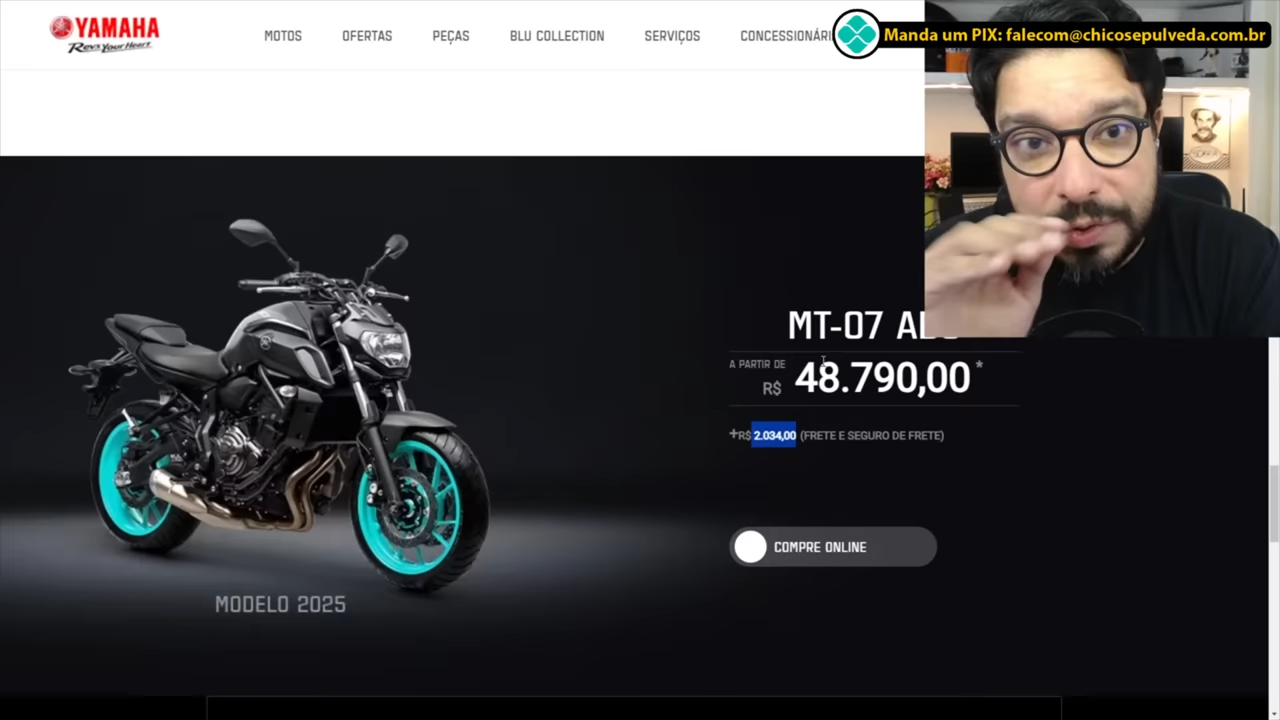 YAMAHA
Revs Your Heart
MOTOS
OFERTAS
PEÇAS
BLU COLLECTION
SERVIÇOS
CONCESSIONÁRI
Manda um PIX: falecom@chicosepulveda.com.br
MT-07
A PARTIR DE
R$ 48.790,00*
+R$ 2.034,00 (FRETE E SEGURO DE FRETE)
COMPRE ONLINE
MODELO 2025